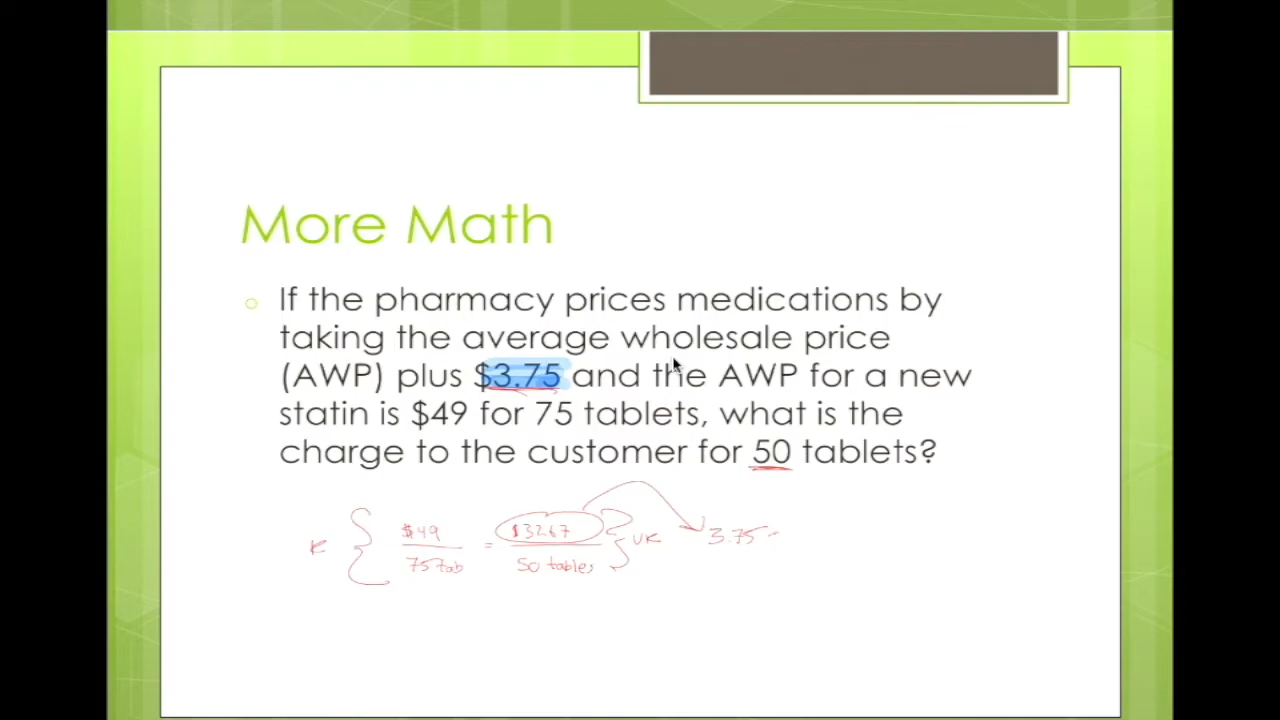 More Math
If the pharmacy prices medications by
taking the average wholesale price
(AWP) plus $3.75 and the AWP for a new
statin is $49 for 75 tablets, what is the
charge to the customer for 50 tablets?
K { $49 = $32.67 } UK 3.75
75 tab 50 tables